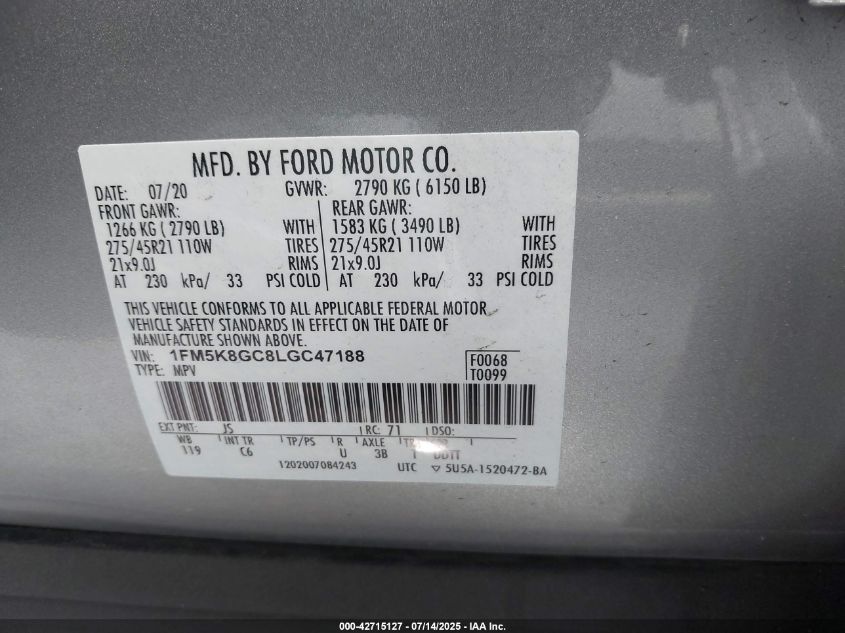 MFD. BY FORD MOTOR CO.
DATE: 07/20 GVWR: 2790 KG ( 6150 LB)
FRONT GAWR: REAR GAWR:
1266 KG ( 2790 LB) WITH 1583 KG ( 3490 LB) WITH
275/45R21 110W TIRES 275/45R21 110W TIRES
21x9.0J RIMS 21x9.0J RIMS
AT 230 kPa/ 33 PSI COLD AT 230 kPa/ 33 PSI COLD
THIS VEHICLE CONFORMS TO ALL APPLICABLE FEDERAL MOTOR
VEHICLE SAFETY STANDARDS IN EFFECT ON THE DATE OF
MANUFACTURE SHOWN ABOVE.
VIN: 1FM5K8GC8LGC47188 F0068
TYPE: MPV T0099
EXT PNT: JS RC: 71 DSO:
WB INT TR TP/PS R AXLE
119 C6 U 3B
1202007084243 UTC ▽ 5U5A-1520472-BA
000-42715127 - 07/14/2025 - IAA Inc.